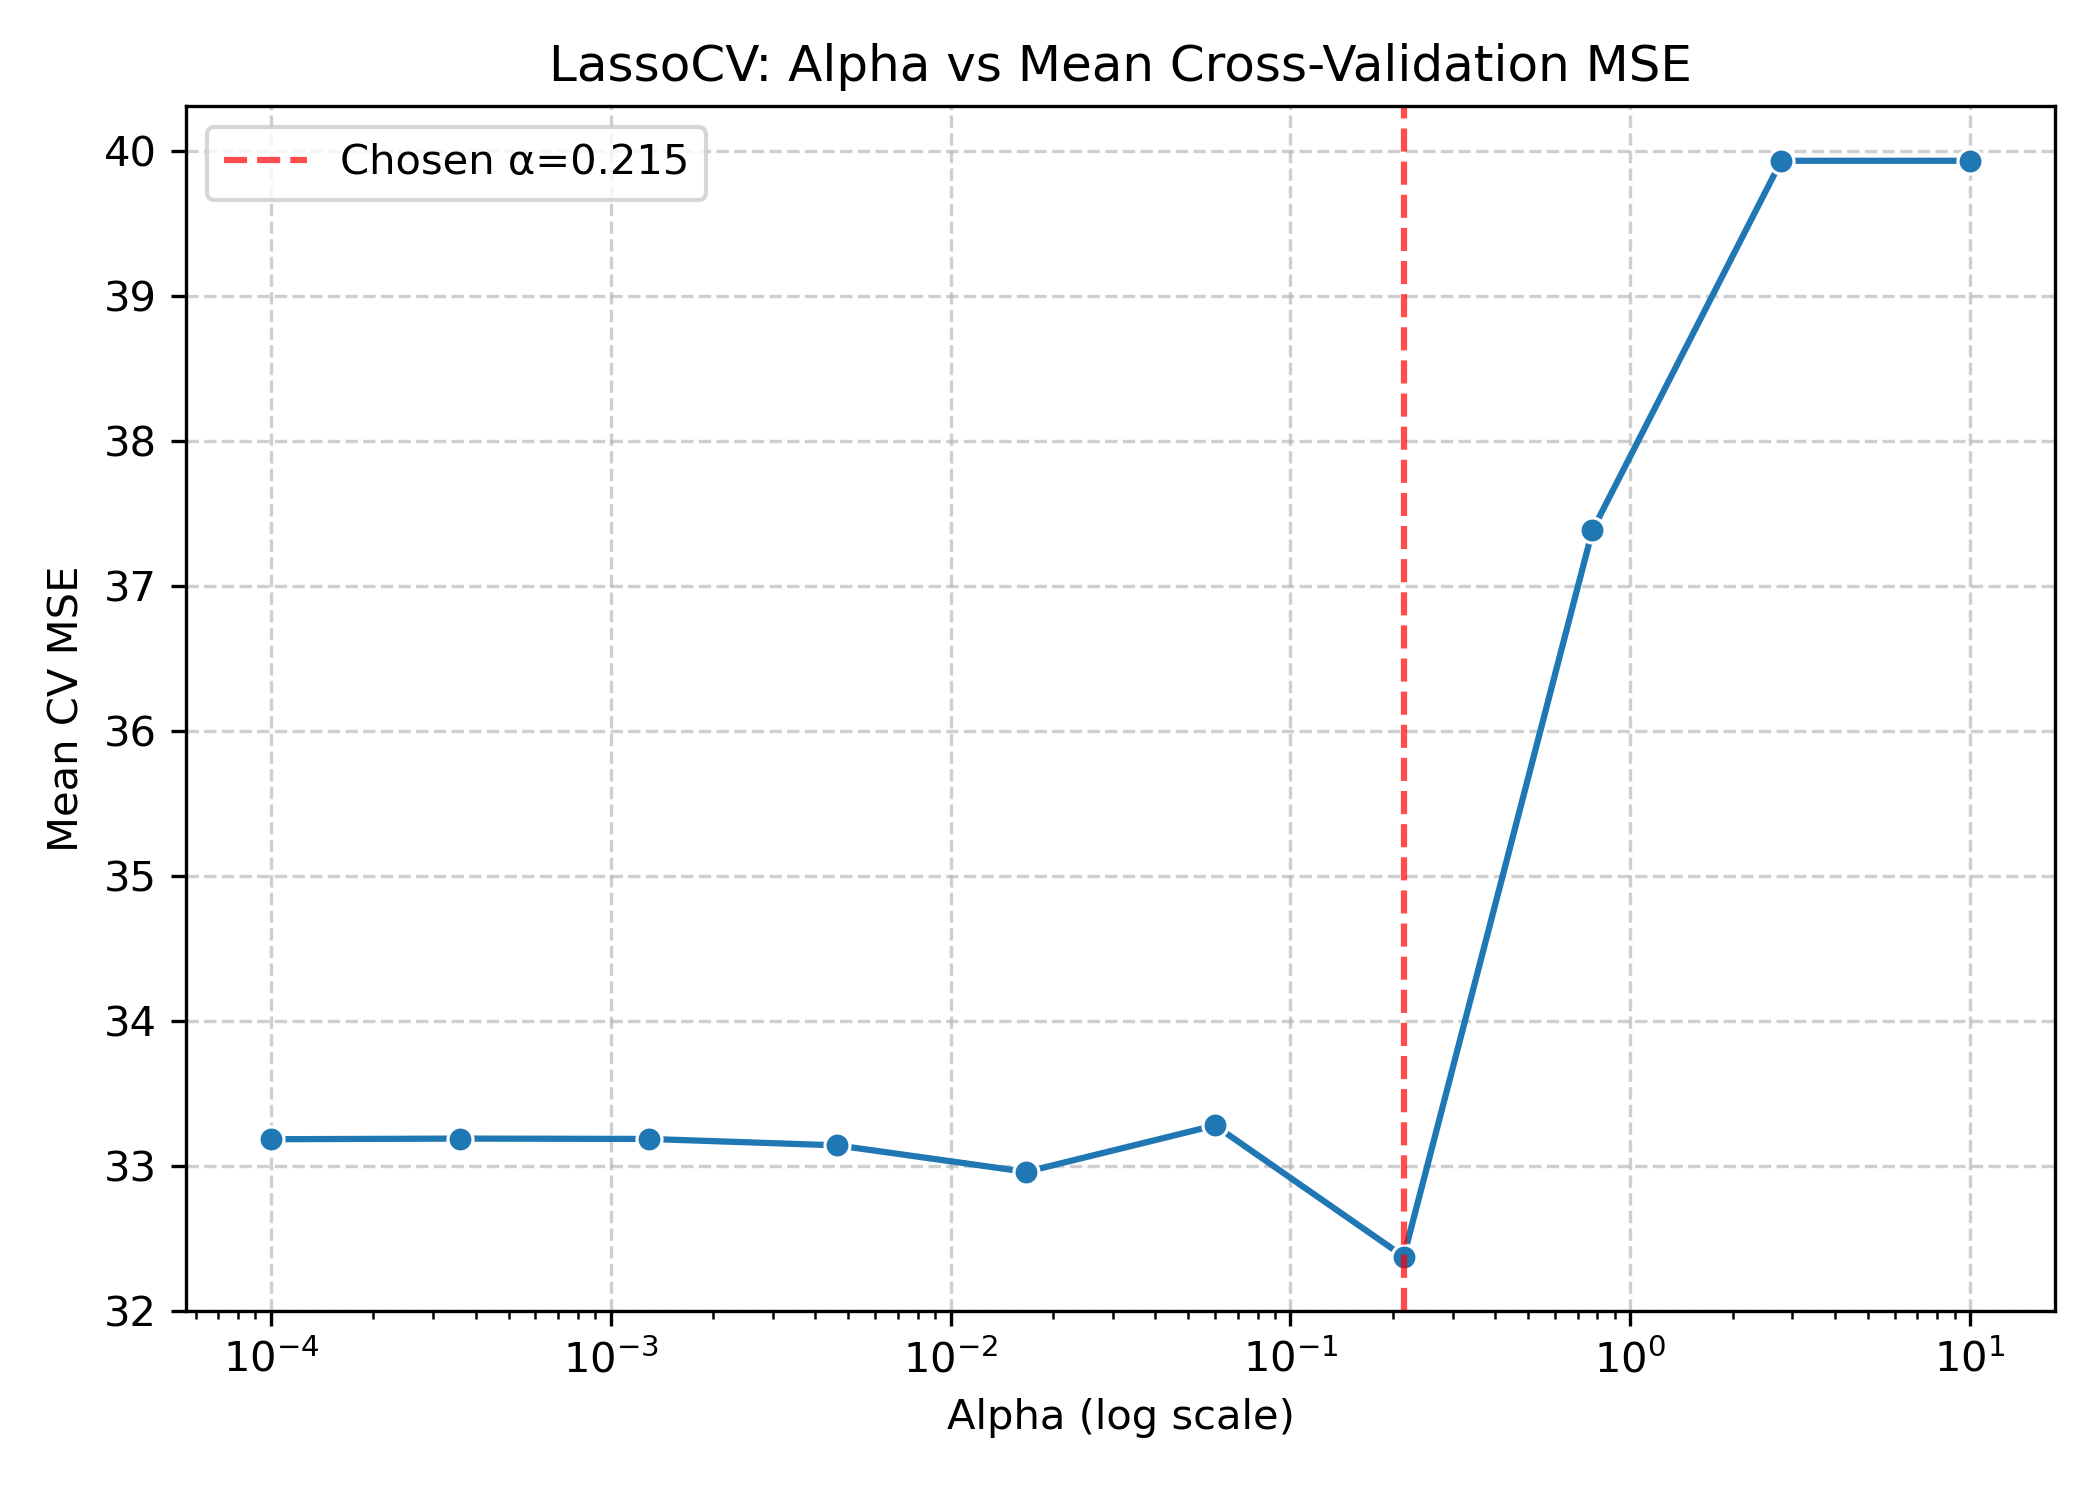 LassoCV: Alpha vs Mean Cross-Validation MSE
Chosen α=0.215
Mean CV MSE
40
39
38
37
36
35
34
33
32
10⁻⁴ 10⁻³ 10⁻² 10⁻¹ 10⁰ 10¹
Alpha (log scale)